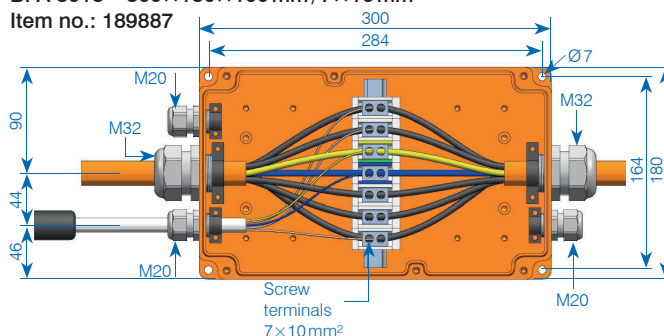 Item no.: 189887
300
284
Ø7
M20
M32
M32
90
44
46
164
180
M20
M20
Screw
terminals
7×10mm²